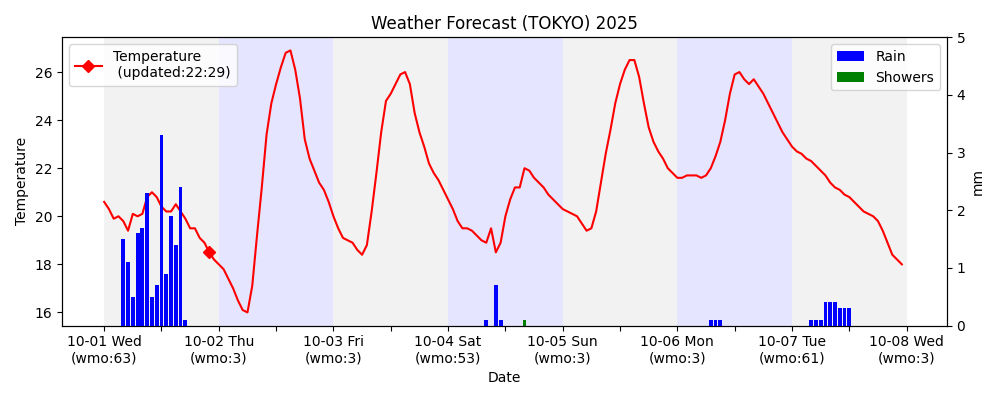 Weather Forecast (TOKYO) 2025
Temperature
(updated:22:29)
Rain
Showers
Temperature
26
24
22
20
18
16
5
4
3
2
1
0
mm
10-01 Wed
(wmo:63)
10-02 Thu
(wmo:3)
10-03 Fri
(wmo:3)
10-04 Sat
(wmo:53)
10-05 Sun
(wmo:3)
10-06 Mon
(wmo:3)
10-07 Tue
(wmo:61)
10-08 Wed
(wmo:3)
Date